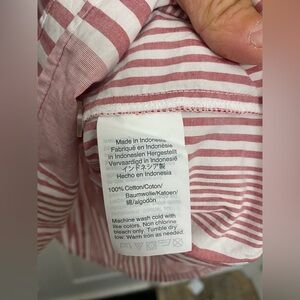 Made in Indonesia
Fabriqué en Indonésie
in Indonesien Hergestellt
Vervaardigd in Indonesië
インドネシア製
Hecho en Indonesia
100% Cotton/Coton/
Baumwolle/Katoen/
綿/algodón
Machine wash cold with
like colors. Non chlorine
bleach only. Tumble dry
low. Warm iron as needed.